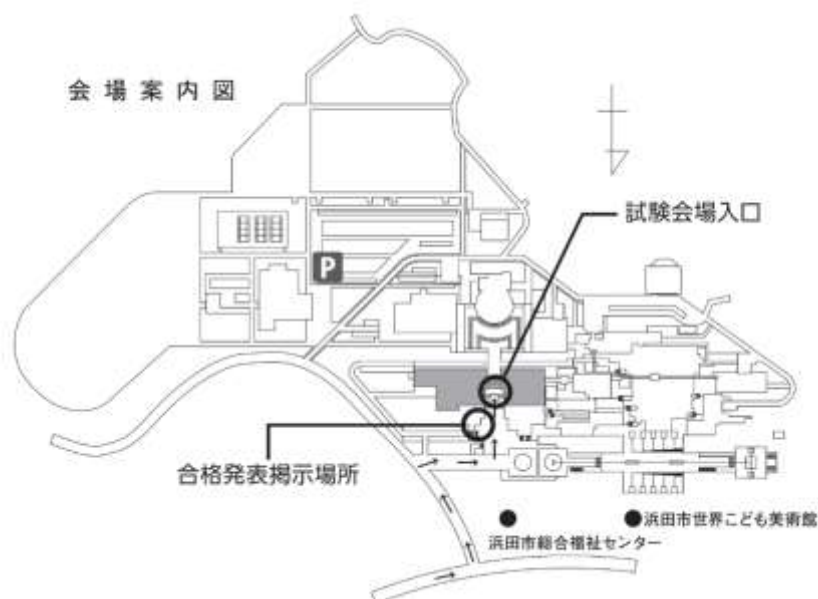 会場案内図
試験会場入口
P
合格発表掲示場所
浜田市世界こども美術館
浜田市総合福祉センター